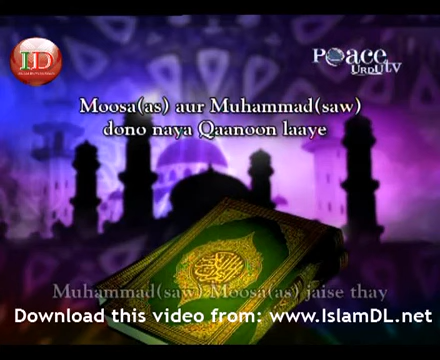 ID
Peace
URDU tv
Moosa(as) aur Muhammad(saw)
dono naya Qaanoon laaye
Muhammad(saw) Moosa(as) jaise thay
Download this video from: www.IslamDL.net